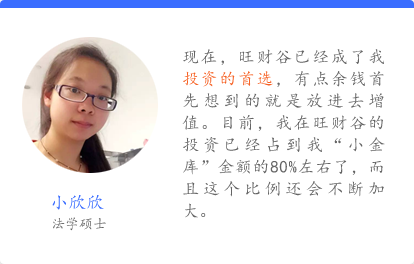 现在，旺财谷已经成了我
投资的首选，有点余钱首
先想到的就是放进去增
值。目前，我在旺财谷的
投资已经占到我“小金
库”金额的80%左右了，而
且这个比例还会不断加
大。
小欣欣
法学硕士